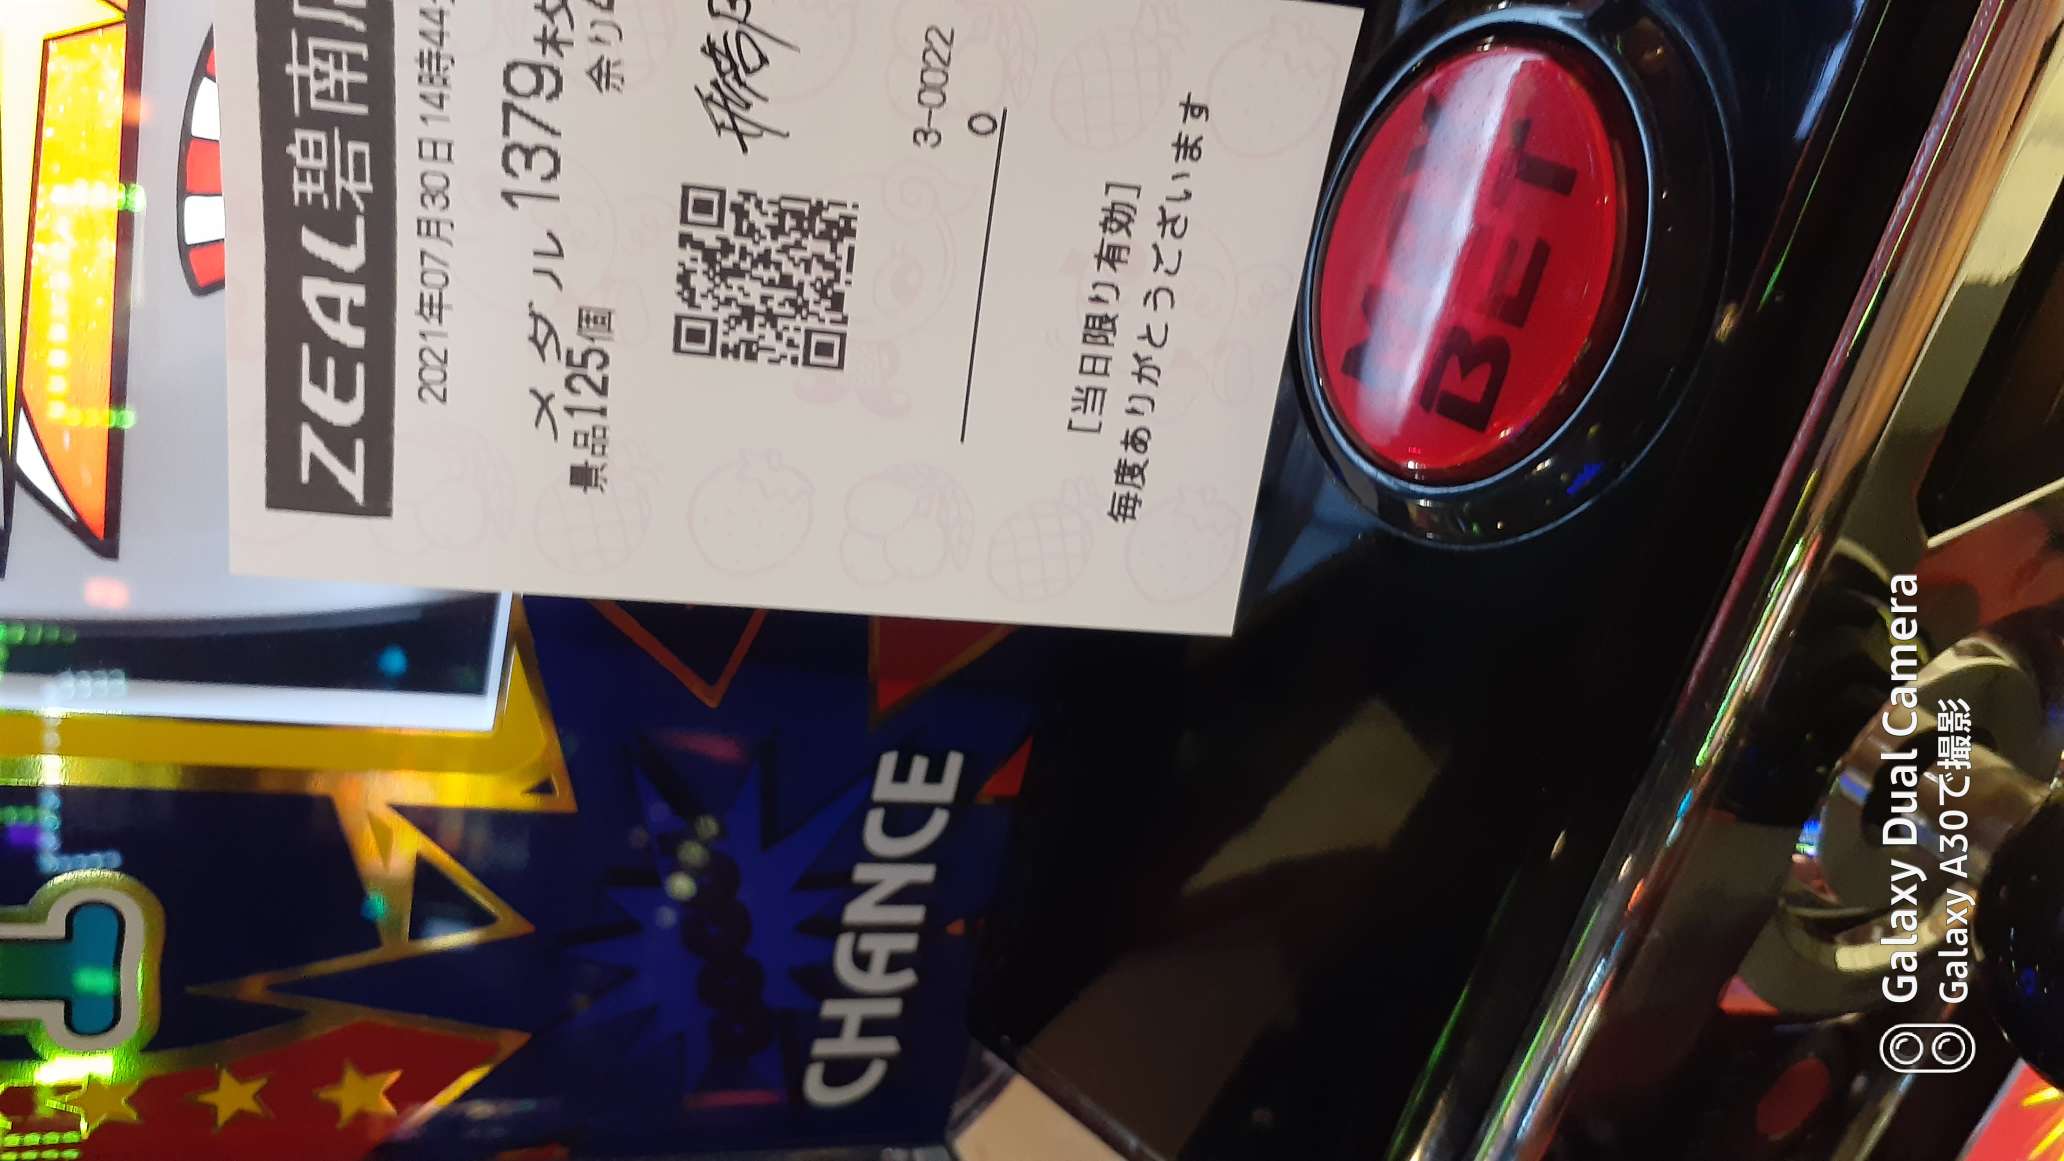 ZEAL碧南
2021年07月30日14時44
メダル 1379枚
景品125個
余り
3-0022
0
[当日限り有効]
毎度ありがとうございます
MAX
BET
CHANCE
Galaxy Dual Camera
Galaxy A30で撮影